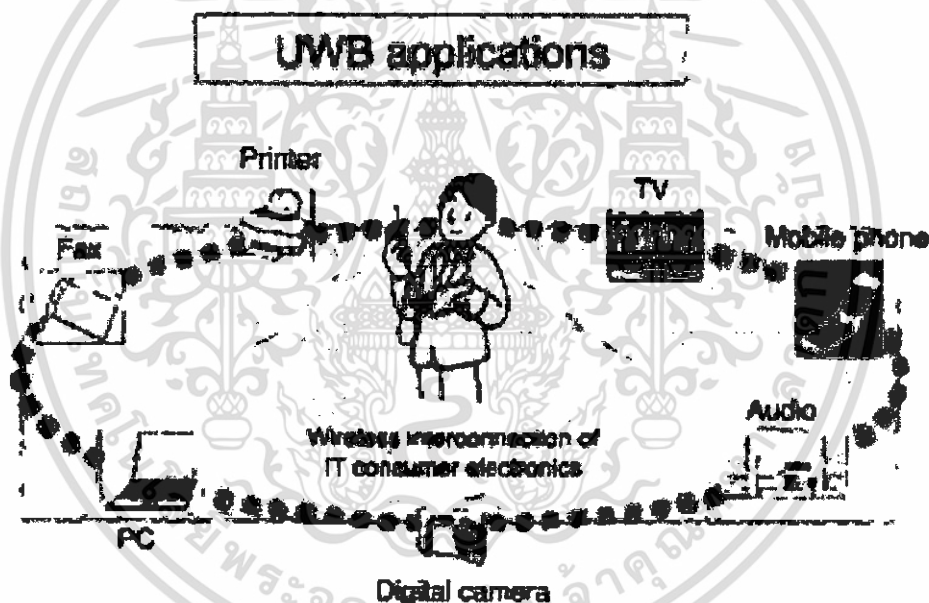 UWB applications
Printer
TV
Fax
Mobile phone
Audio
Wireless interconnection of
IT consumer electronics
PC
Digital camera